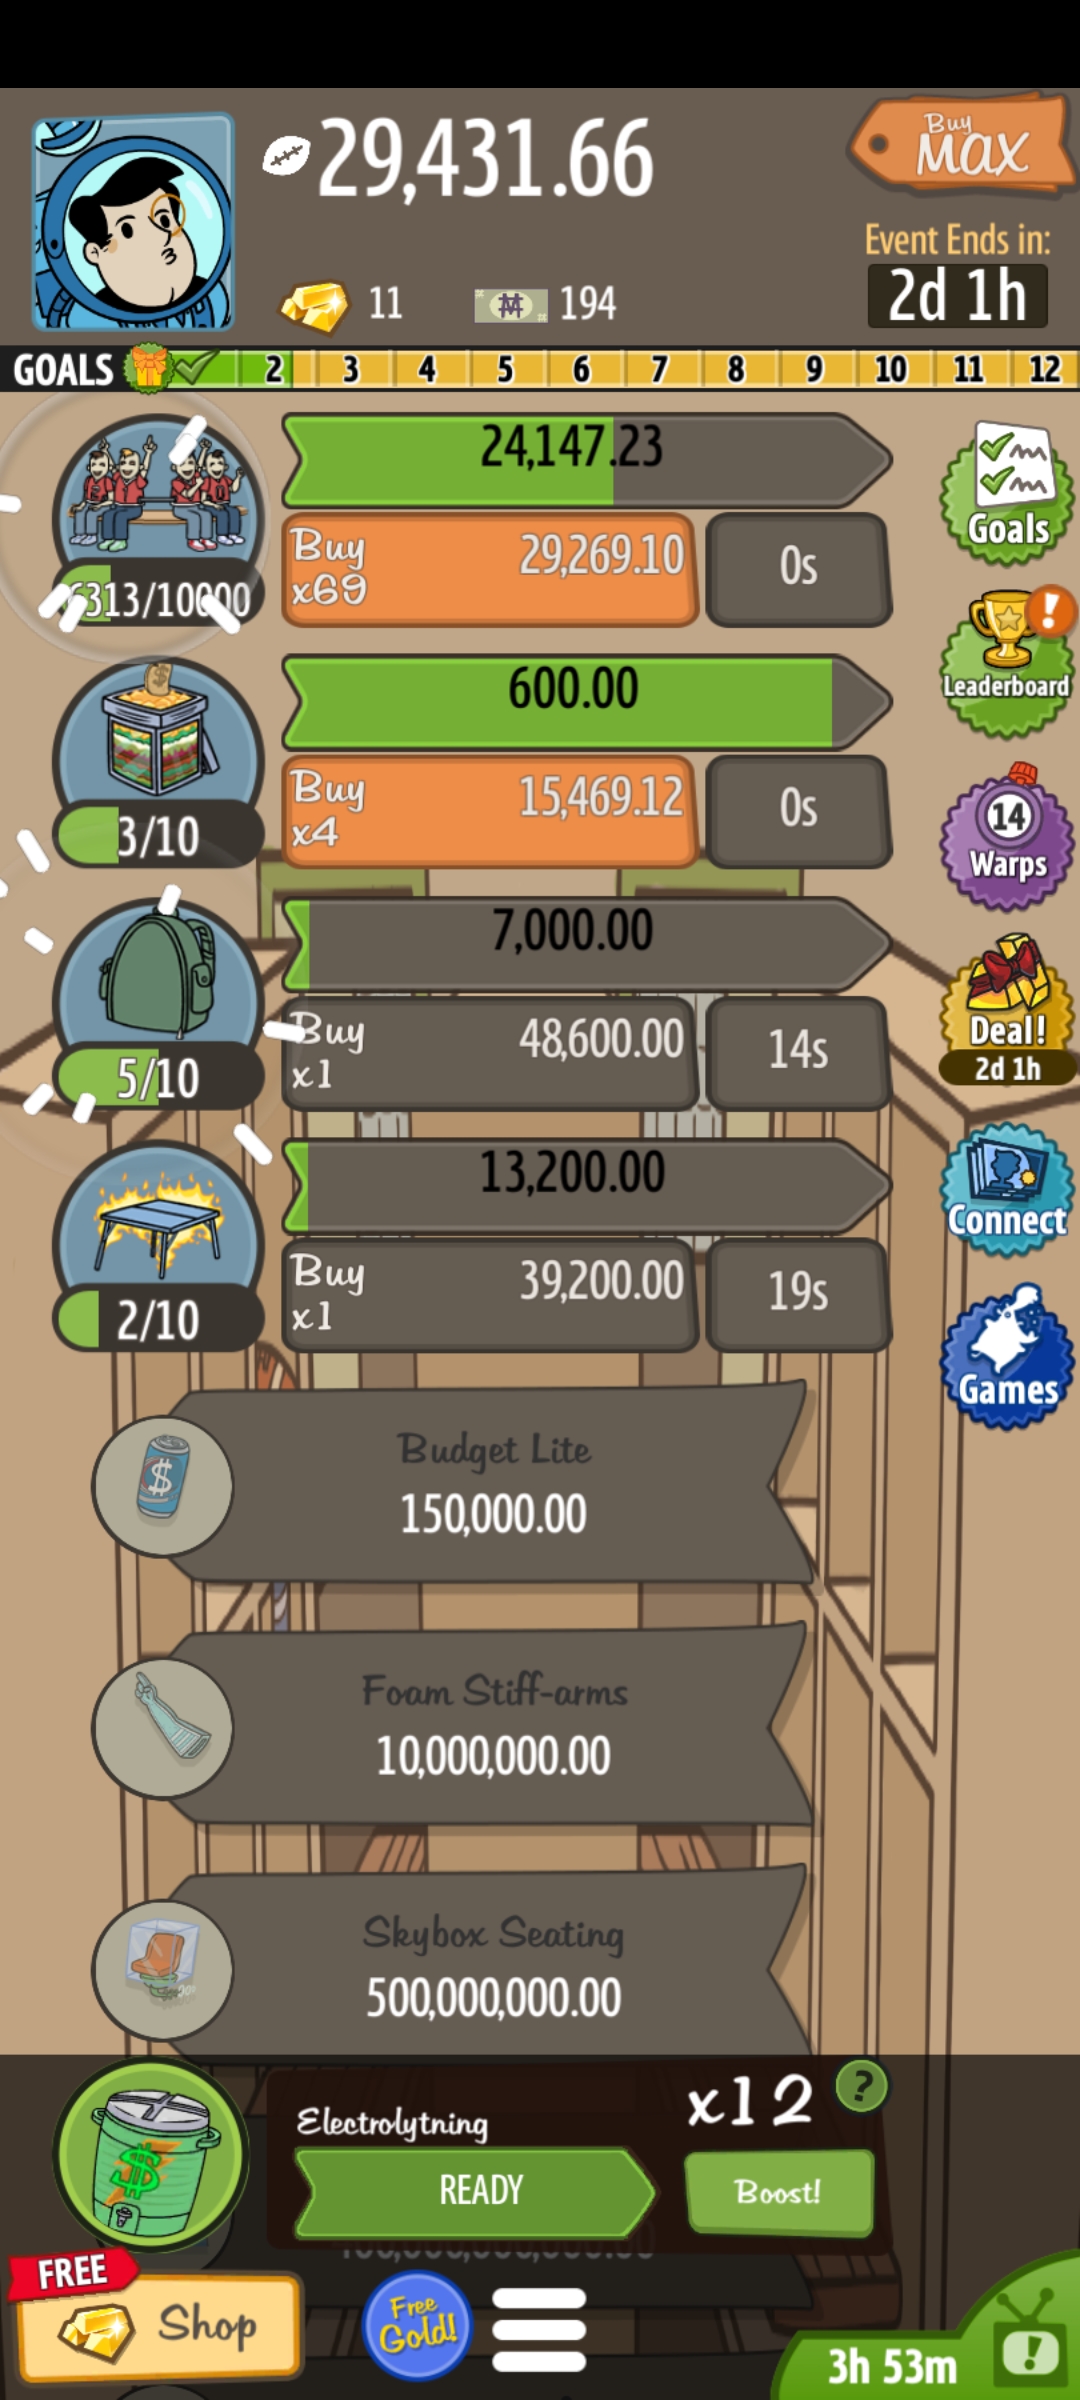 29,431.66
Buy
MAX
Event Ends in:
2d 1h
11
194
GOALS
2 3 4 5 6 7 8 9 10 11 12
24,147.23
Buy
x69
29,269.10
0s
6313/10000
Goals
600.00
Leaderboard
!
Buy
x4
15,469.12
0s
3/10
14
Warps
7,000.00
Buy
x1
48,600.00
14s
5/10
Deal!
2d 1h
13,200.00
Buy
x1
39,200.00
19s
2/10
Connect
Games
Budget Lite
150,000.00
Foam Stiff-arms
10,000,000.00
Skybox Seating
500,000,000.00
Electrolytning
x12
?
READY
Boost!
FREE
Shop
Free
Gold!
3h 53m
!